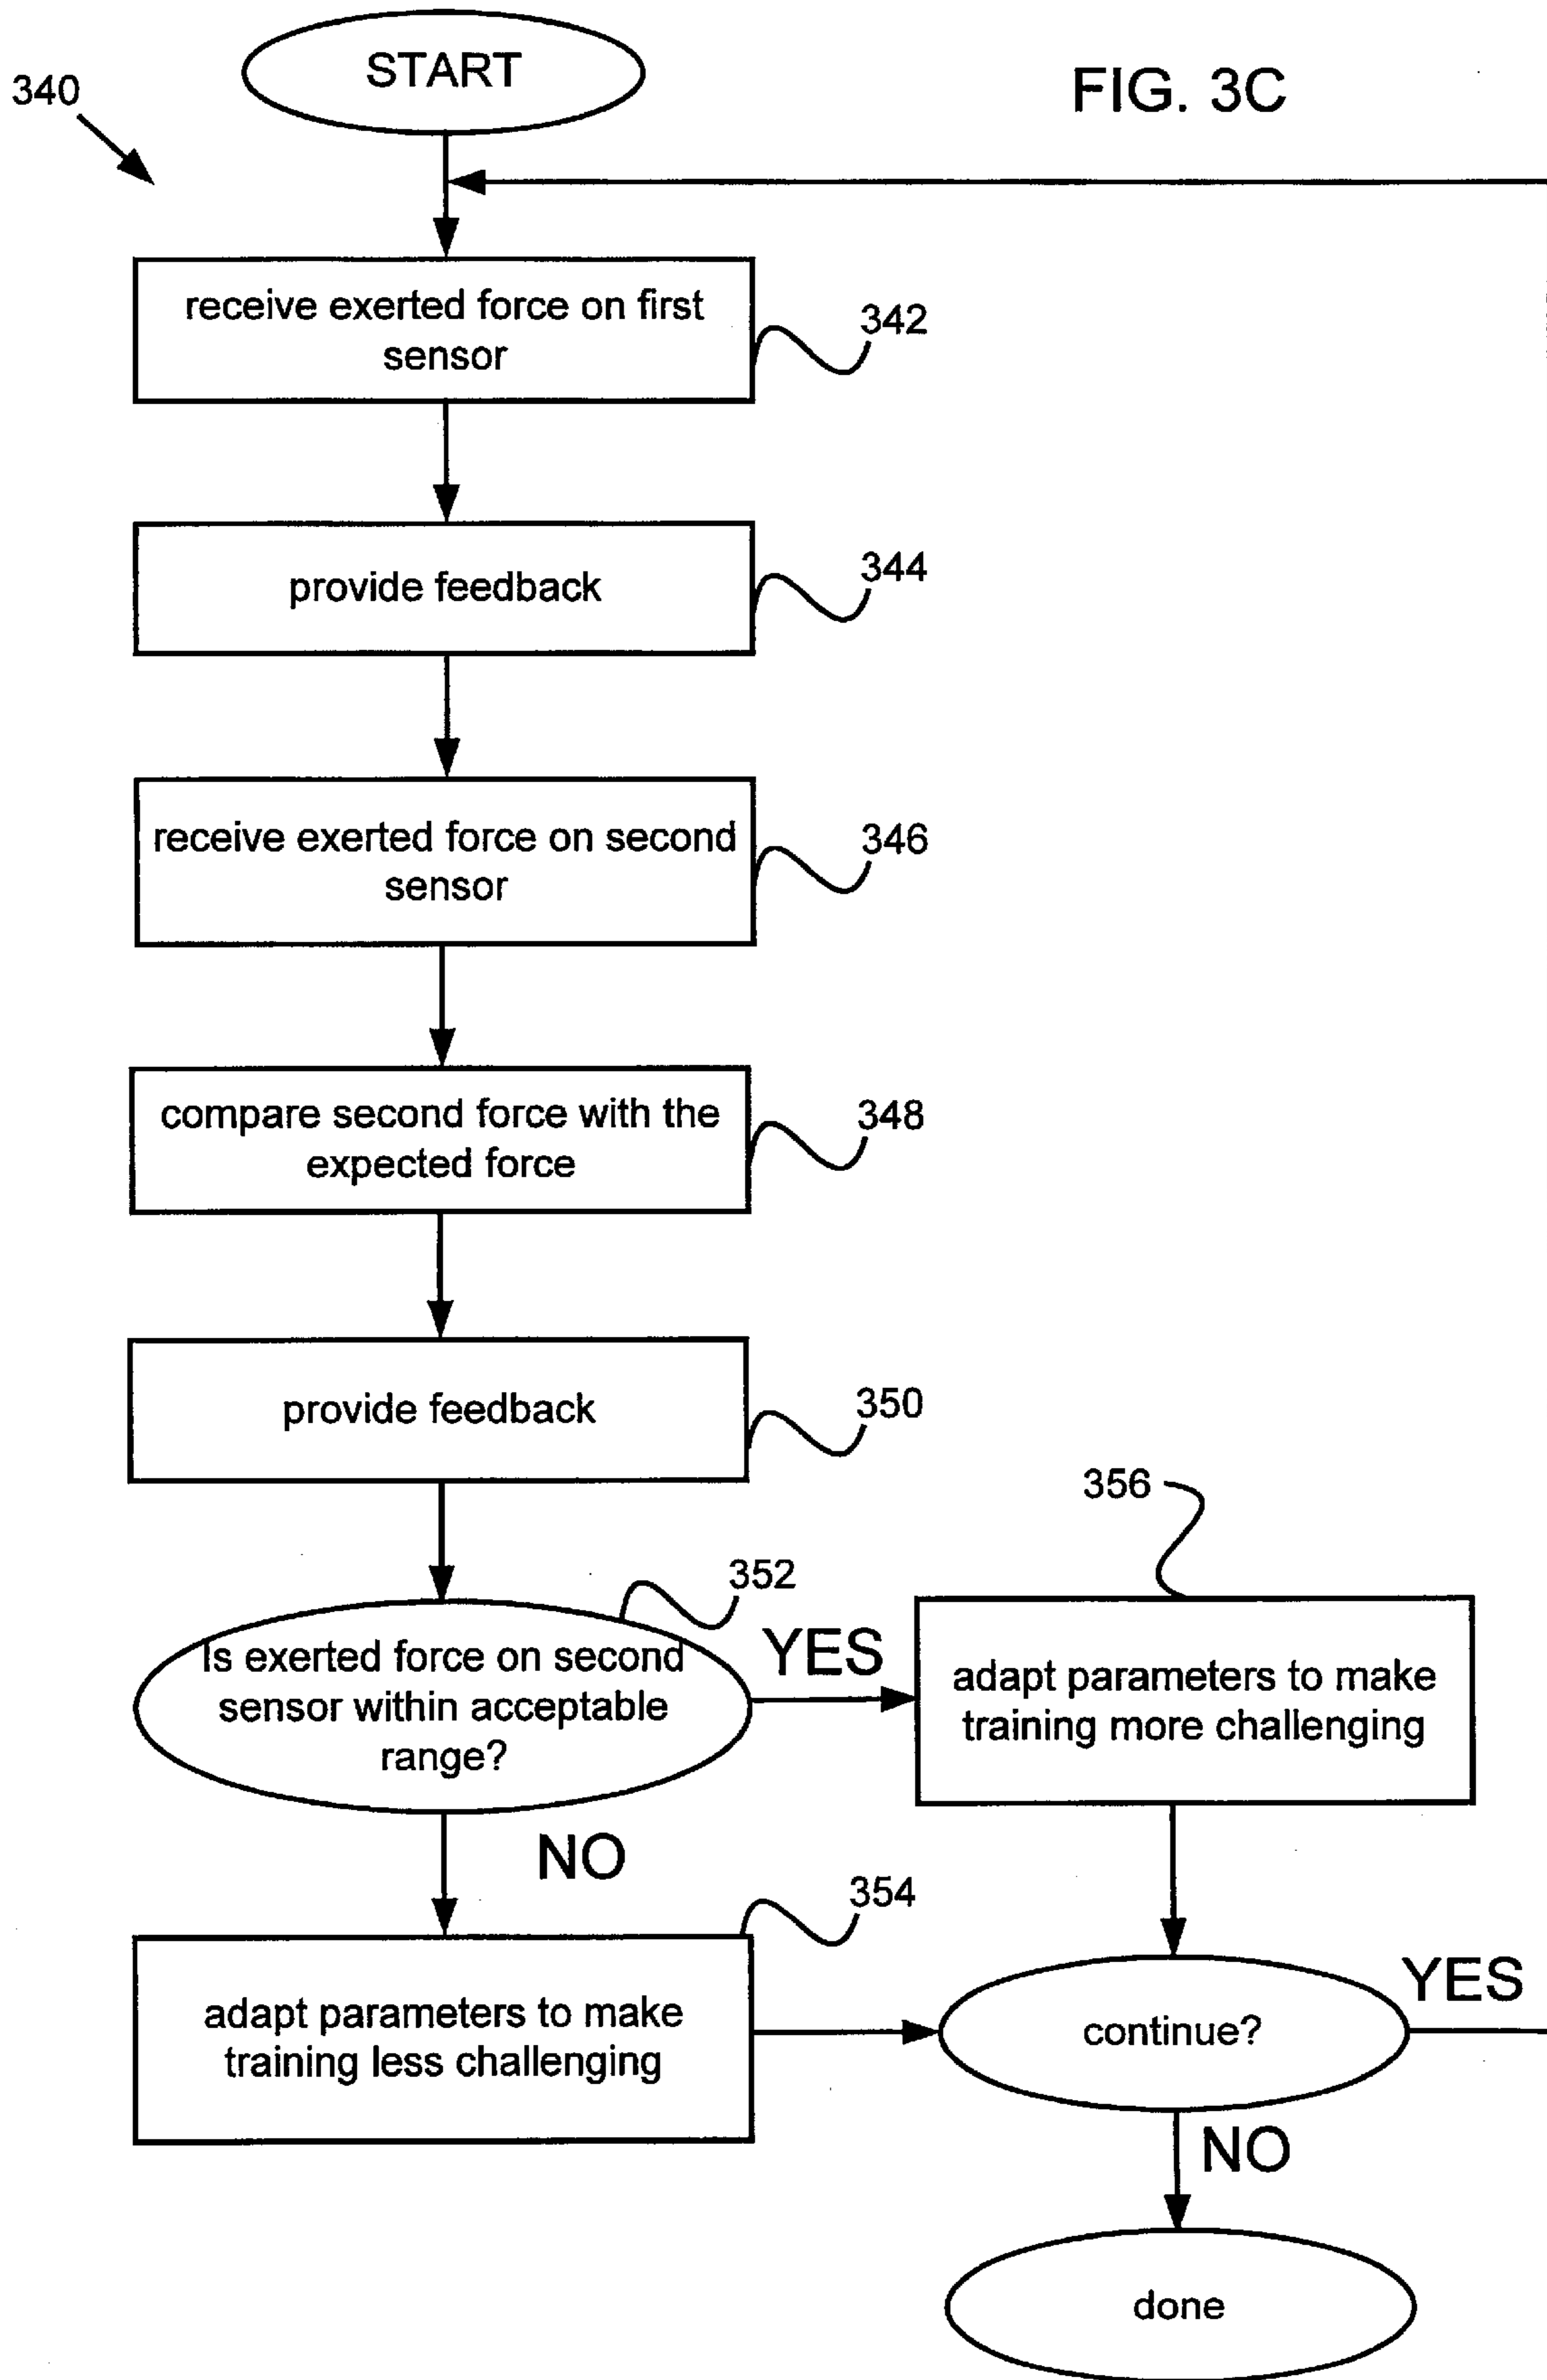 START
FIG. 3C
340
receive exerted force on first
sensor
342
provide feedback
344
receive exerted force on second
sensor
346
compare second force with the
expected force
348
provide feedback
350
356
352
Is exerted force on second
sensor within acceptable
range?
YES
adapt parameters to make
training more challenging
NO
354
adapt parameters to make
training less challenging
continue?
YES
NO
done